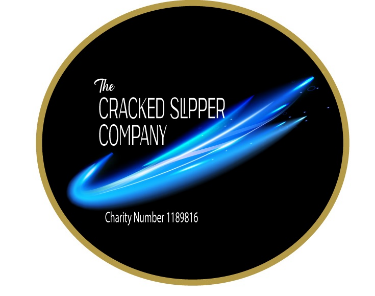 The
CRACKED SLIPPER
COMPANY
Charity Number 1189816